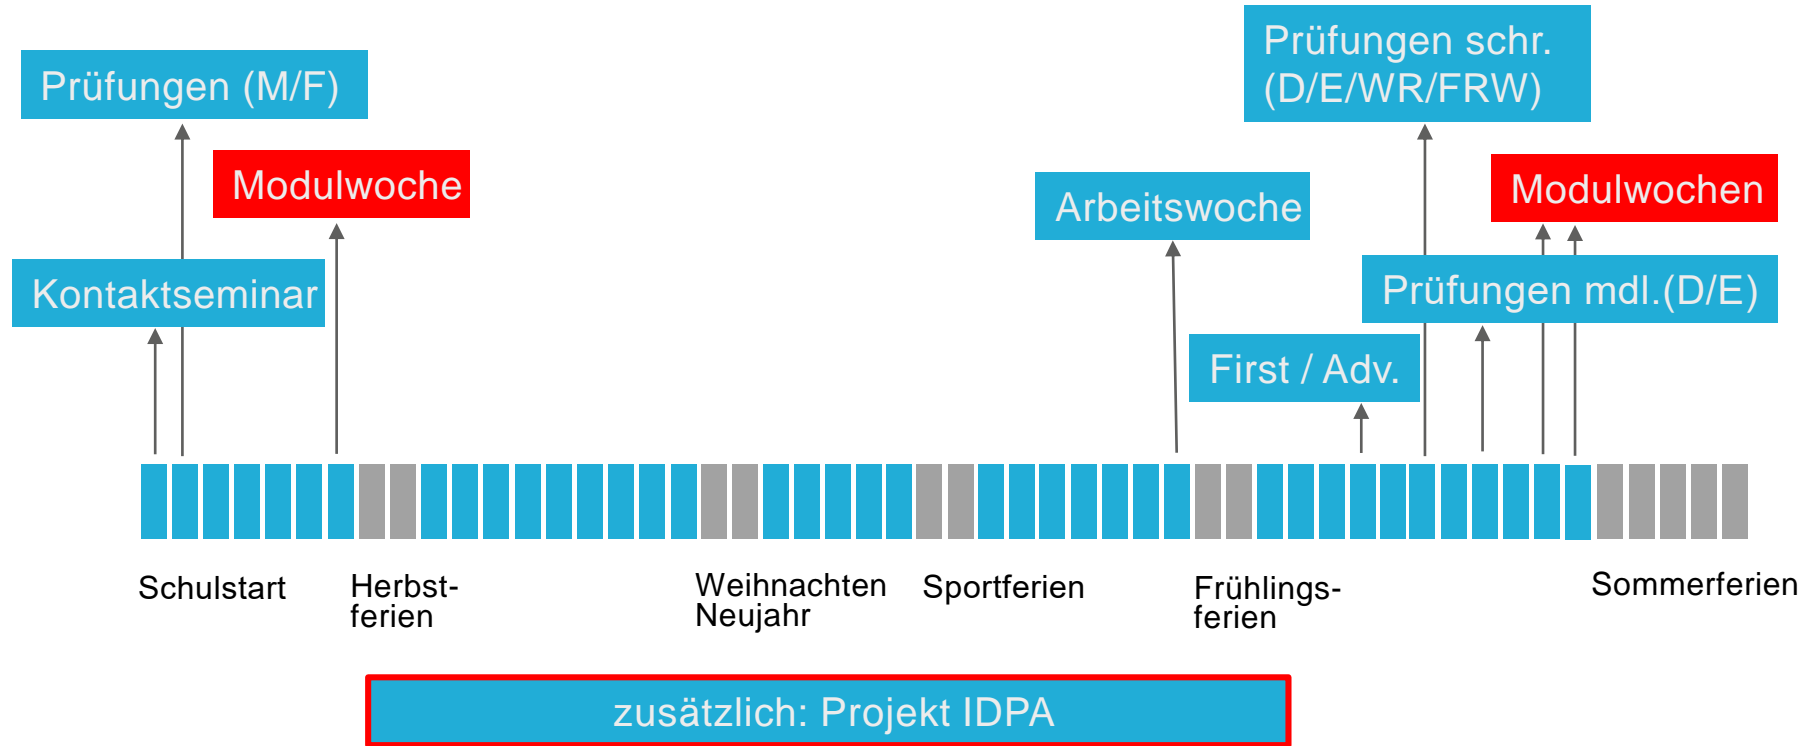 Prüfungen schr.
(D/E/WR/FRW)
Prüfungen (M/F)
Modulwoche
Modulwochen
Arbeitswoche
Kontaktseminar
Prüfungen mdl.(D/E)
First / Adv.
Schulstart
Herbst-
ferien
Weihnachten
Neujahr
Sportferien
Frühlings-
ferien
Sommerferien
zusätzlich: Projekt IDPA